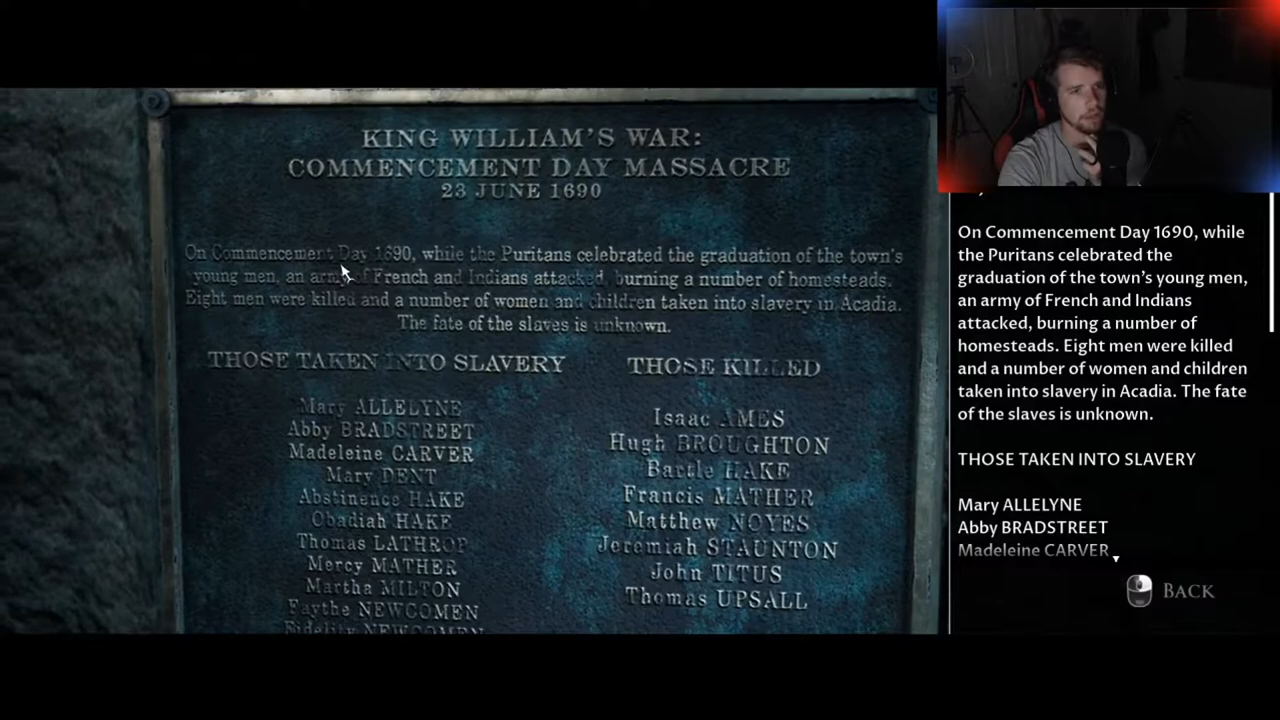 KING WILLIAM'S WAR:
COMMENCEMENT DAY MASSACRE
23 JUNE 1690
On Commencement Day 1690, while the Puritans celebrated the graduation of the town's
young men, an army of French and Indians attacked, burning a number of homesteads.
Eight men were killed and a number of women and children taken into slavery in Acadia.
The fate of the slaves is unknown.
THOSE TAKEN INTO SLAVERY
Mary ALLELYNE
Abby BRADSTREET
Madeleine CARVER
Mary DENT
Abstinence HAKE
Obadiah HAKE
Thomas LATHROP
Mercy MATHER
Martha MILTON
Faythe NEWCOMEN
Fidelity NEWCOMEN
THOSE KILLED
Isaac AMES
Hugh BROUGHTON
Battle HAKE
Francis MATHER
Matthew NOYES
Jeremiah STAUNTON
John TITUS
Thomas UPSALL
On Commencement Day 1690, while
the Puritans celebrated the
graduation of the town's young men,
an army of French and Indians
attacked, burning a number of
homesteads. Eight men were killed
and a number of women and children
taken into slavery in Acadia. The fate
of the slaves is unknown.
THOSE TAKEN INTO SLAVERY
Mary ALLELYNE
Abby BRADSTREET
Madeleine CARVER
BACK